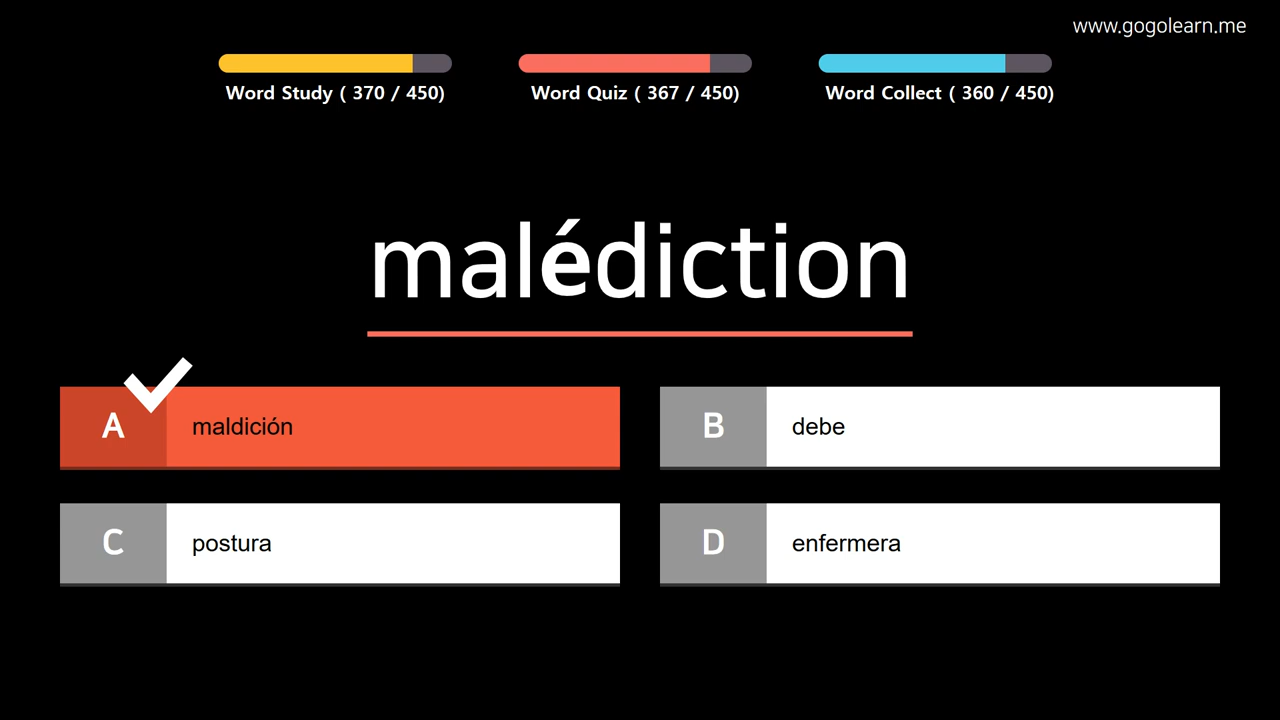 www.gogolearn.me
Word Study ( 370 / 450)
Word Quiz ( 367 / 450)
Word Collect ( 360 / 450)
malédiction
A maldición
B debe
C postura
D enfermera